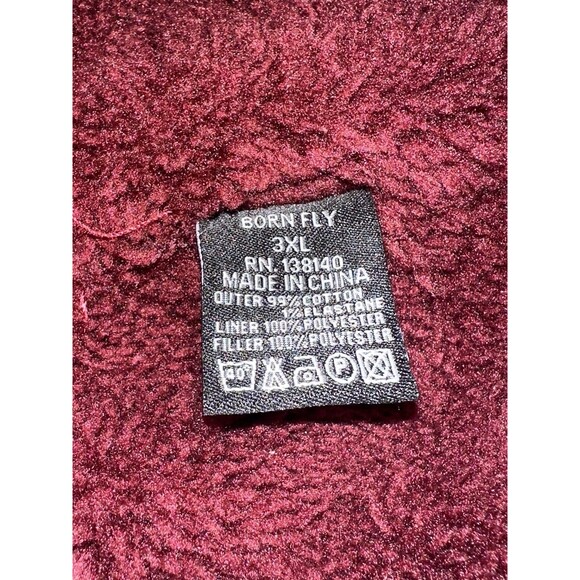 BORN FLY
3XL
RN. 138140
MADE IN CHINA
OUTER 99% COTTON
1% ELASTANE
LINER 100% POLYESTER
FILLER 100% POLYESTER
40° P